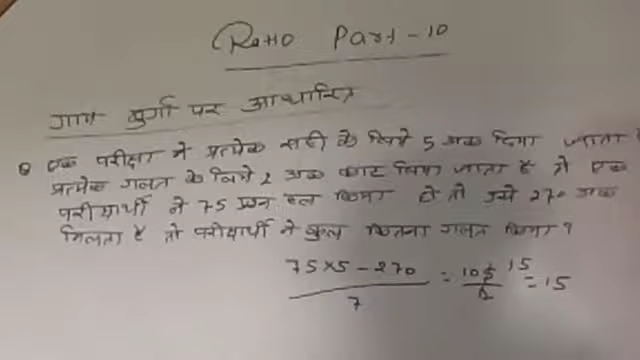 Ratio Part-10
गाय मुर्गा पर आधारित
Q एक परीक्षा में प्रत्येक सही के लिये 5 अंक दिया जाता है
प्रत्येक गलत के लिये 2 अंक काट लिया जाता है तो एक
परीक्षार्थी ने 75 प्रश्न हल किया हो तो उसे 270 अंक
मिलता है तो परीक्षार्थी ने कुल कितना गलत किया?
75×5-270 / 7 = 105 / 7 15 = 15